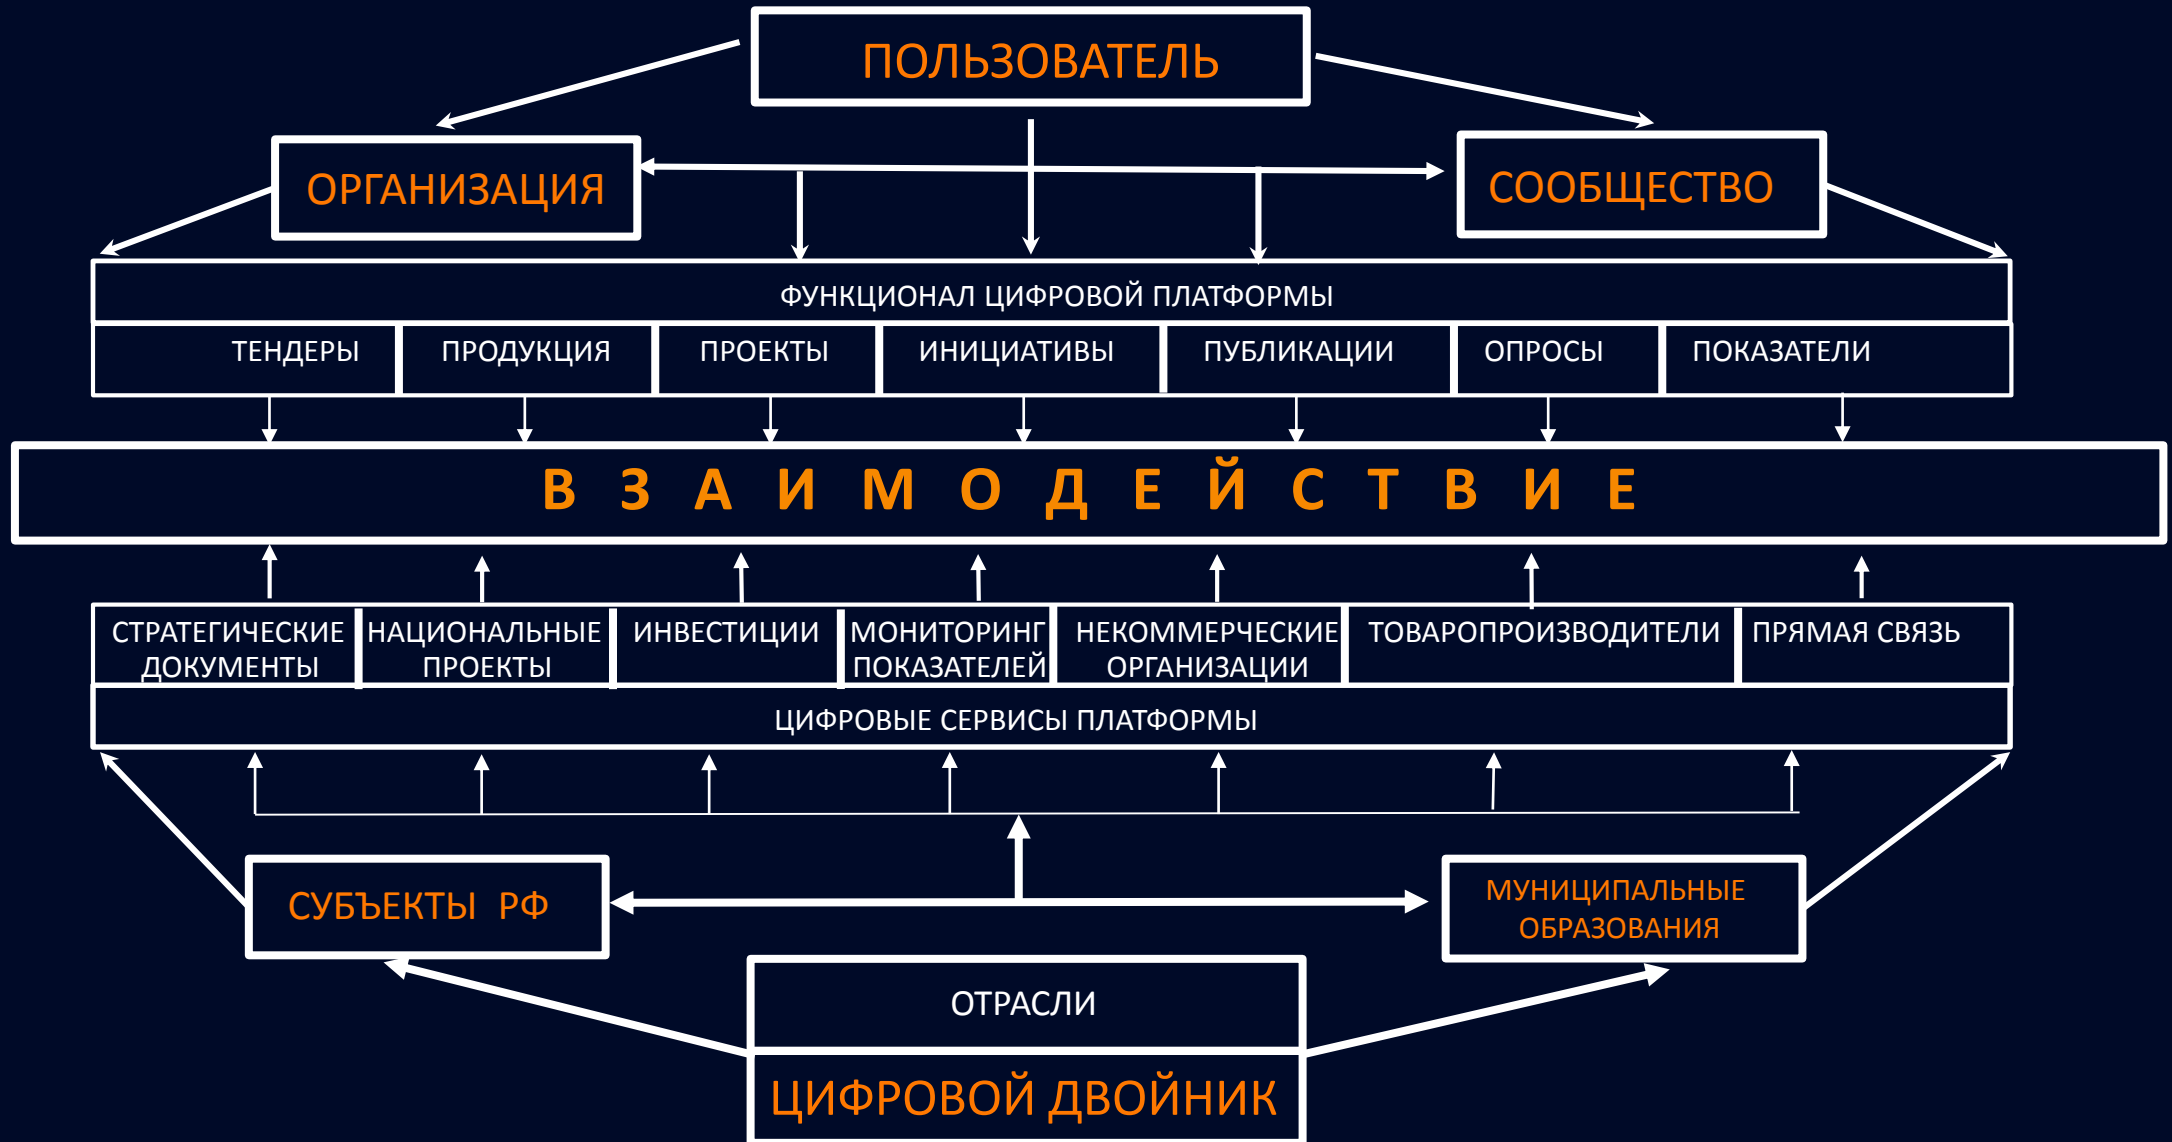 ПОЛЬЗОВАТЕЛЬ
ОРГАНИЗАЦИЯ
СООБЩЕСТВО
ФУНКЦИОНАЛ ЦИФРОВОЙ ПЛАТФОРМЫ
ТЕНДЕРЫ
ПРОДУКЦИЯ
ПРОЕКТЫ
ИНИЦИАТИВЫ
ПУБЛИКАЦИИ
ОПРОСЫ
ПОКАЗАТЕЛИ
В З А И М О Д Е Й С Т В И Е
СТРАТЕГИЧЕСКИЕ
ДОКУМЕНТЫ
НАЦИОНАЛЬНЫЕ
ПРОЕКТЫ
ИНВЕСТИЦИИ
МОНИТОРИНГ
ПОКАЗАТЕЛЕЙ
НЕКОММЕРЧЕСКИЕ
ОРГАНИЗАЦИИ
ТОВАРОПРОИЗВОДИТЕЛИ
ПРЯМАЯ СВЯЗЬ
ЦИФРОВЫЕ СЕРВИСЫ ПЛАТФОРМЫ
СУБЪЕКТЫ РФ
МУНИЦИПАЛЬНЫЕ
ОБРАЗОВАНИЯ
ОТРАСЛИ
ЦИФРОВОЙ ДВОЙНИК